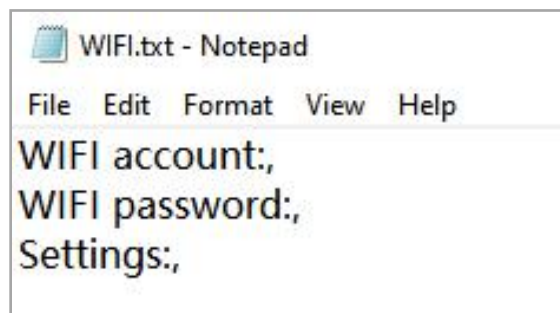 WIFI.txt - Notepad
File Edit Format View Help
WIFI account:,
WIFI password:,
Settings:,